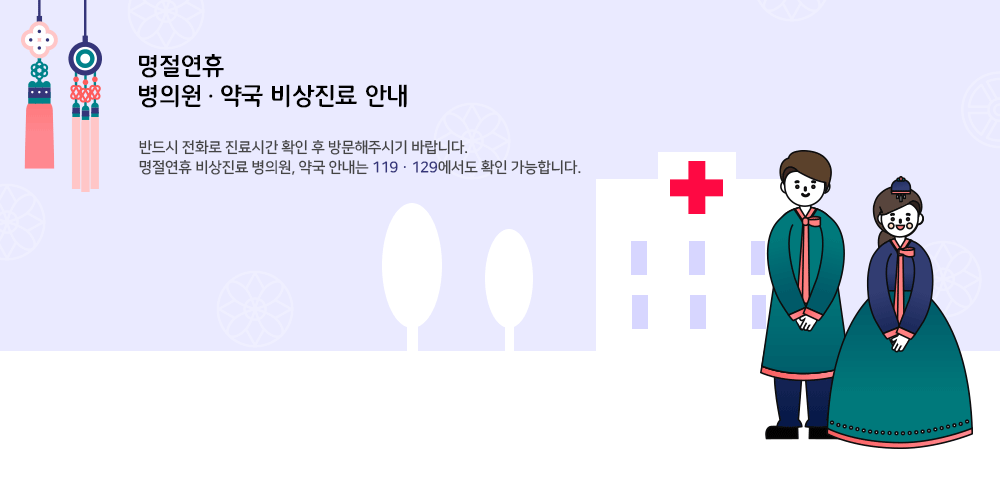 명절연휴
병의원 · 약국 비상진료 안내
반드시 전화로 진료시간 확인 후 방문해주시기 바랍니다.
명절연휴 비상진료 병의원, 약국 안내는 119 · 129에서도 확인 가능합니다.